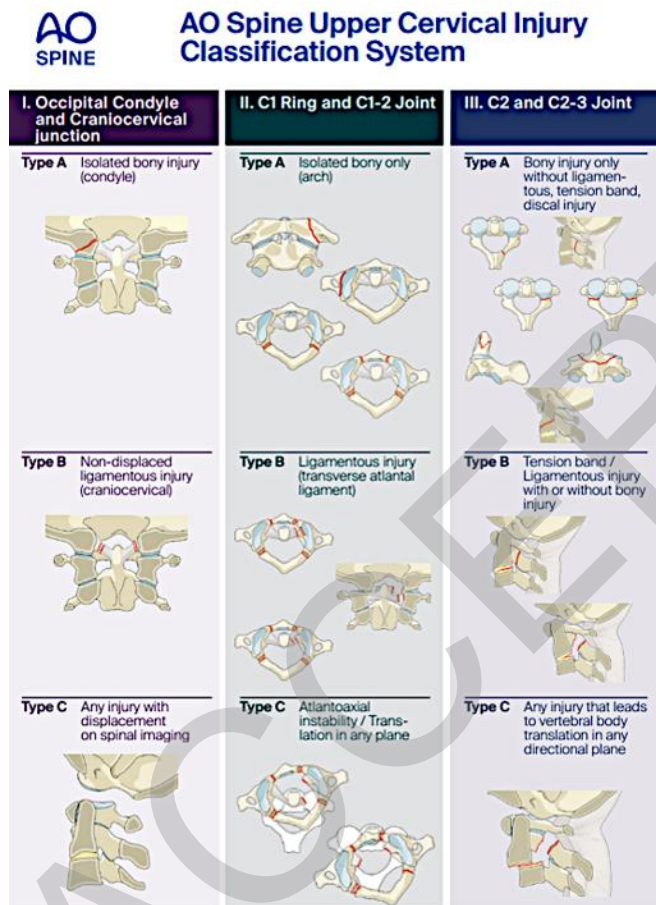 AO
SPINE
AO Spine Upper Cervical Injury
Classification System
I. Occipital Condyle
and Craniocervical
junction
Type A Isolated bony injury
(condyle)
Type B Non-displaced
ligamentous injury
(craniocervical)
Type C Any injury with
displacement
on spinal imaging
II. C1 Ring and C1-2 Joint
Type A Isolated bony only
(arch)
Type B Ligamentous injury
(transverse atlantal
ligament)
Type C Atlantoaxial
instability / Trans-
lation in any plane
III. C2 and C2-3 Joint
Type A Bony injury only
without ligamen-
tous, tension band,
discal injury
Type B Tension band /
Ligamentous injury
with or without bony
injury
Type C Any injury that leads
to vertebral body
translation in any
directional plane